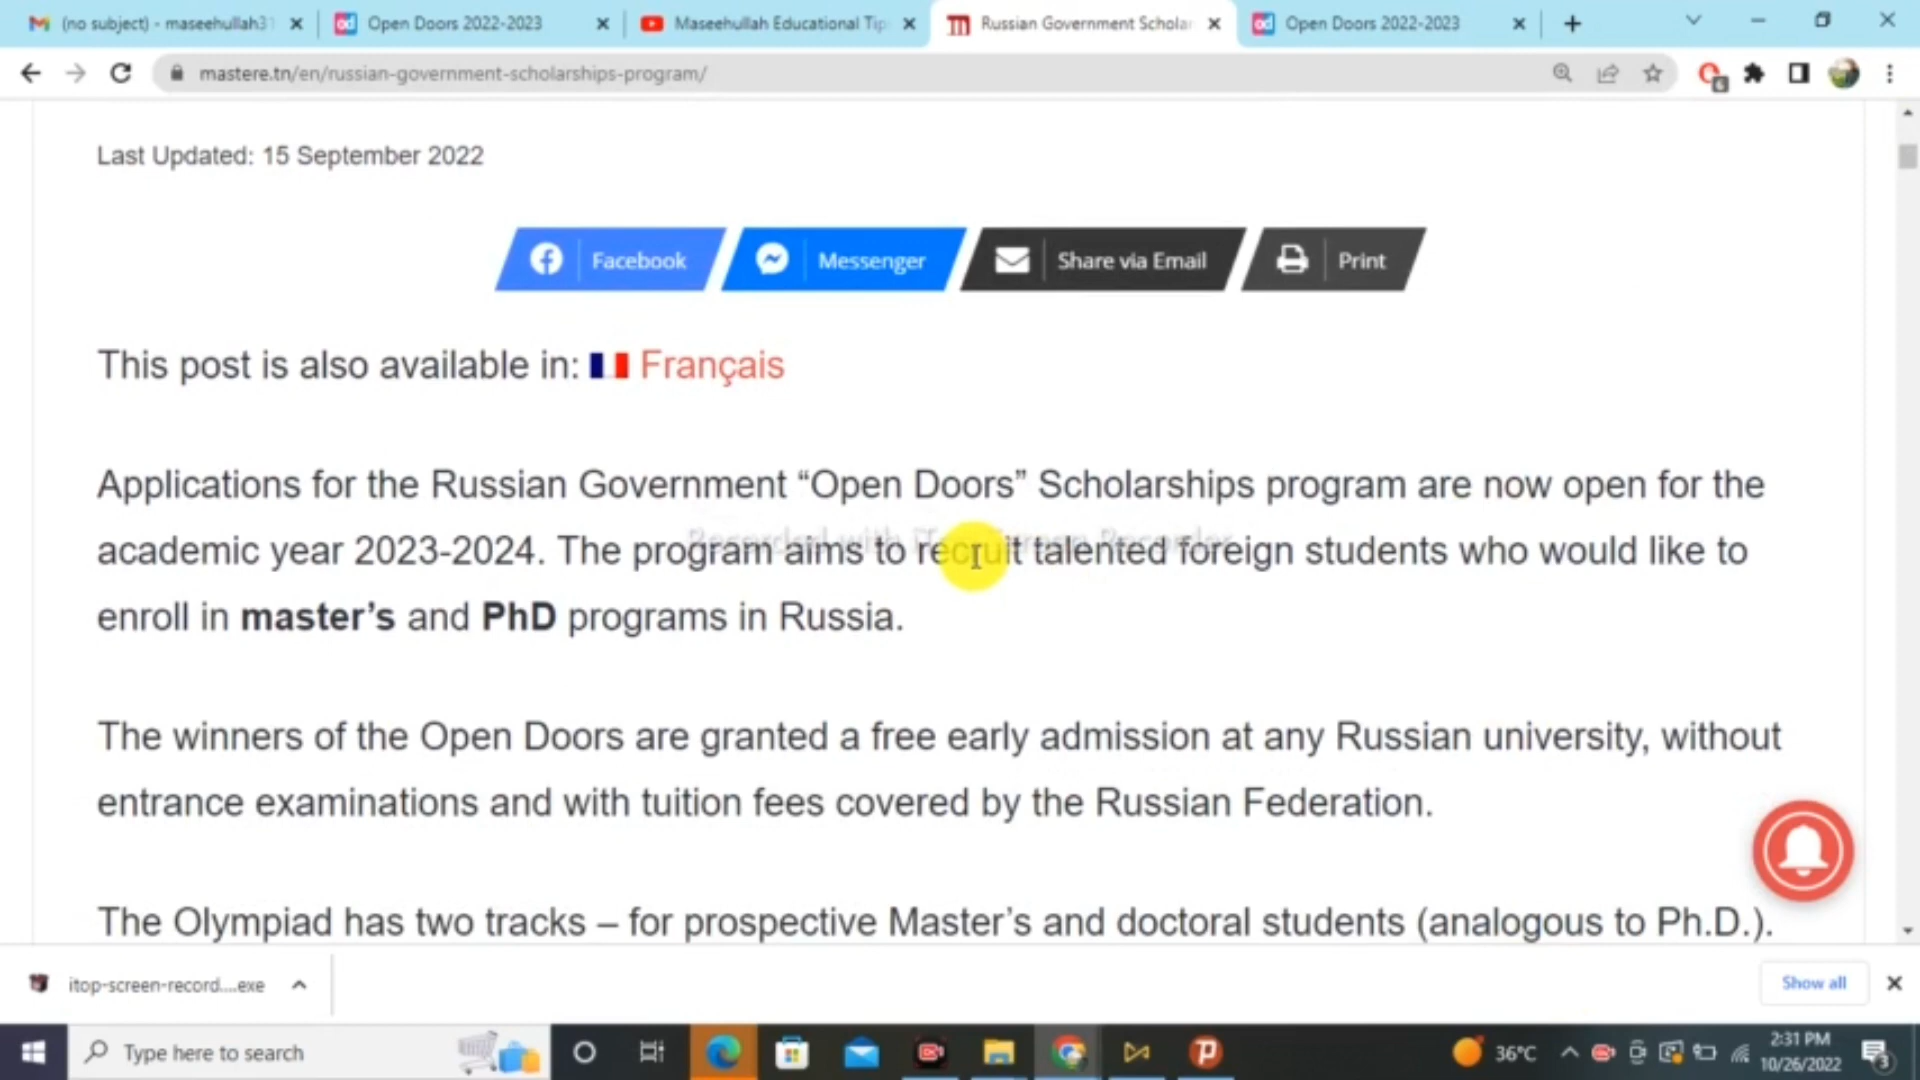 (no subject) - maseehullah31
Open Doors 2022-2023
Maseehullah Educational Tip
Russian Government Scholar
Open Doors 2022-2023
mastere.tn/en/russian-government-scholarships-program/
Last Updated: 15 September 2022
Facebook
Messenger
Share via Email
Print
This post is also available in: Français
Applications for the Russian Government “Open Doors” Scholarships program are now open for the
academic year 2023-2024. The program aims to recruit talented foreign students who would like to
enroll in master’s and PhD programs in Russia.
Recorded with iTop Screen Recorder
The winners of the Open Doors are granted a free early admission at any Russian university, without
entrance examinations and with tuition fees covered by the Russian Federation.
The Olympiad has two tracks – for prospective Master’s and doctoral students (analogous to Ph.D.).
itop-screen-record....exe
Show all
Type here to search
36°C
2:31 PM
10/26/2022
3